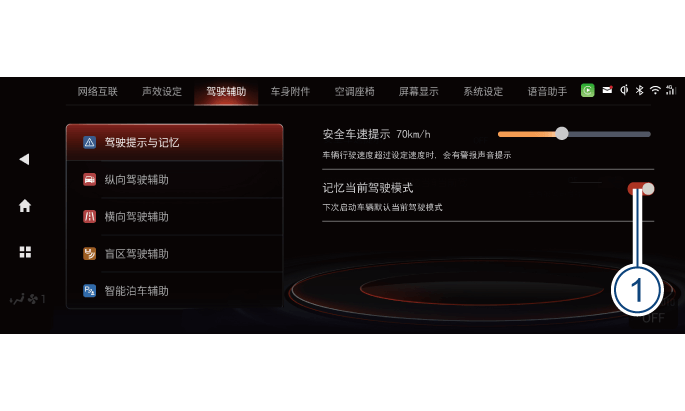 网络互联 声效设定 驾驶辅助 车身附件 空调座椅 屏幕显示 系统设定 语音助手 4G
驾驶提示与记忆
纵向驾驶辅助
横向驾驶辅助
盲区驾驶辅助
智能泊车辅助
安全车速提示 70km/h
车辆行驶速度超过设定速度时，会有警报声音提示
记忆当前驾驶模式
下次启动车辆默认当前驾驶模式
1
1
OFF